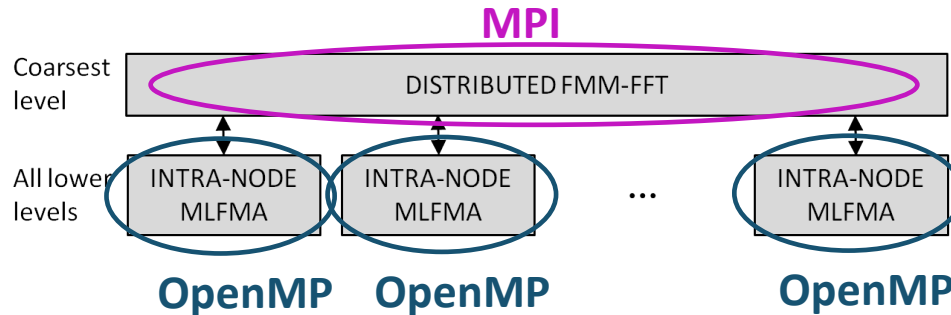 MPI
Coarsest
level
DISTRIBUTED FMM-FFT
All lower
levels
INTRA-NODE
MLFMA
INTRA-NODE
MLFMA
...
INTRA-NODE
MLFMA
OpenMP
OpenMP
OpenMP